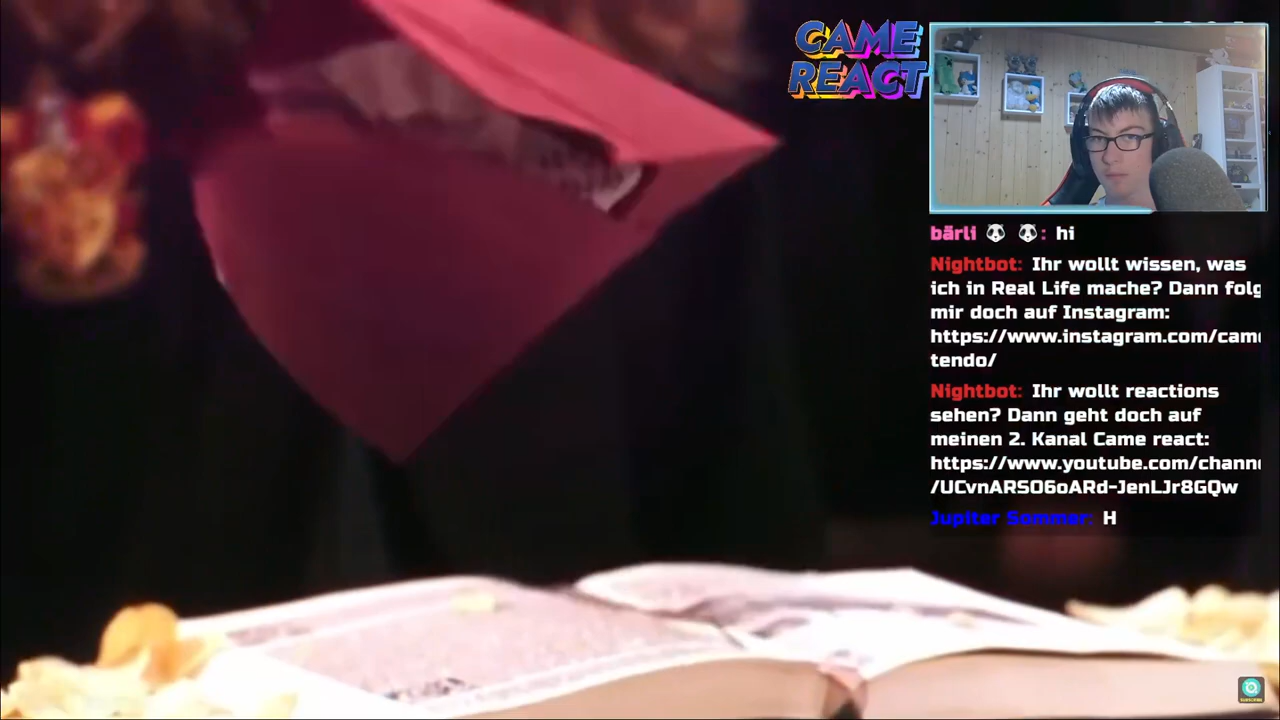 CAME
REACT
bärli 🐼 🐼: hi
Nightbot: Ihr wollt wissen, was
ich in Real Life mache? Dann folg
mir doch auf Instagram:
https://www.instagram.com/cam
tendo/
Nightbot: Ihr wollt reactions
sehen? Dann geht doch auf
meinen 2. Kanal Came react:
https://www.youtube.com/chann
/UCvnARSO6oARd-JenLJr8GQw
Jupiter Sommer: H